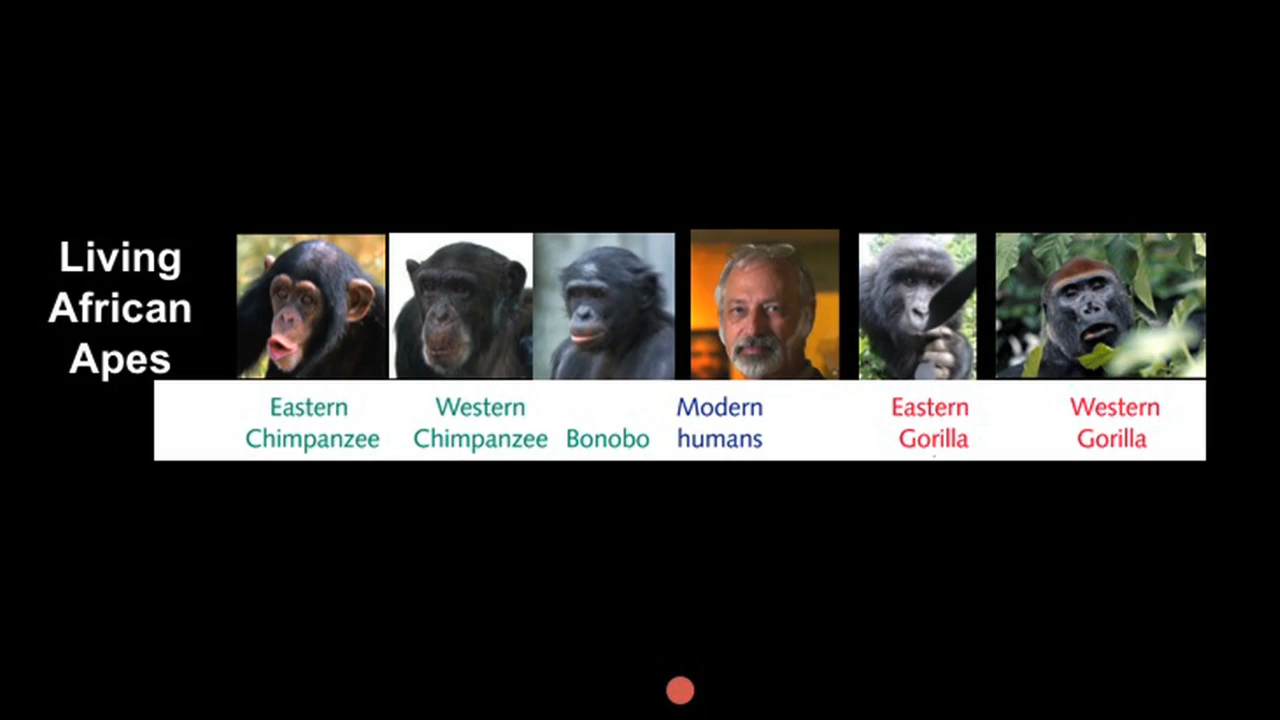 Living
African
Apes
Eastern
Chimpanzee
Western
Chimpanzee
Bonobo
Modern
humans
Eastern
Gorilla
Western
Gorilla